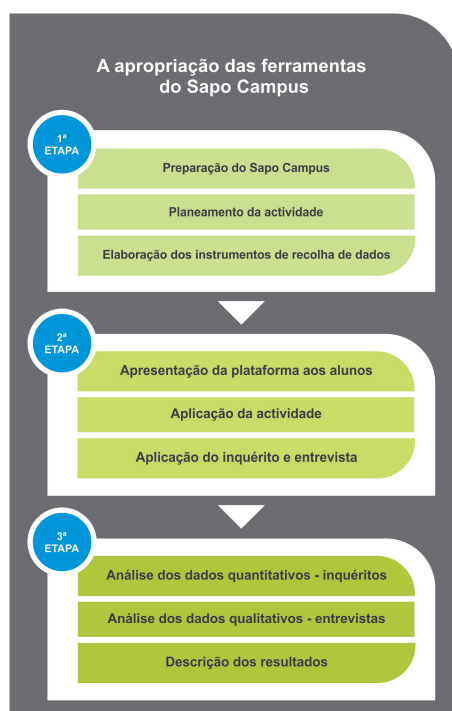 A apropriação das ferramentas
do Sapo Campus
1ª
ETAPA
Preparação do Sapo Campus
Planeamento da actividade
Elaboração dos instrumentos de recolha de dados
2ª
ETAPA
Apresentação da plataforma aos alunos
Aplicação da actividade
Aplicação do inquérito e entrevista
3ª
ETAPA
Análise dos dados quantitativos - inquéritos
Análise dos dados qualitativos - entrevistas
Descrição dos resultados